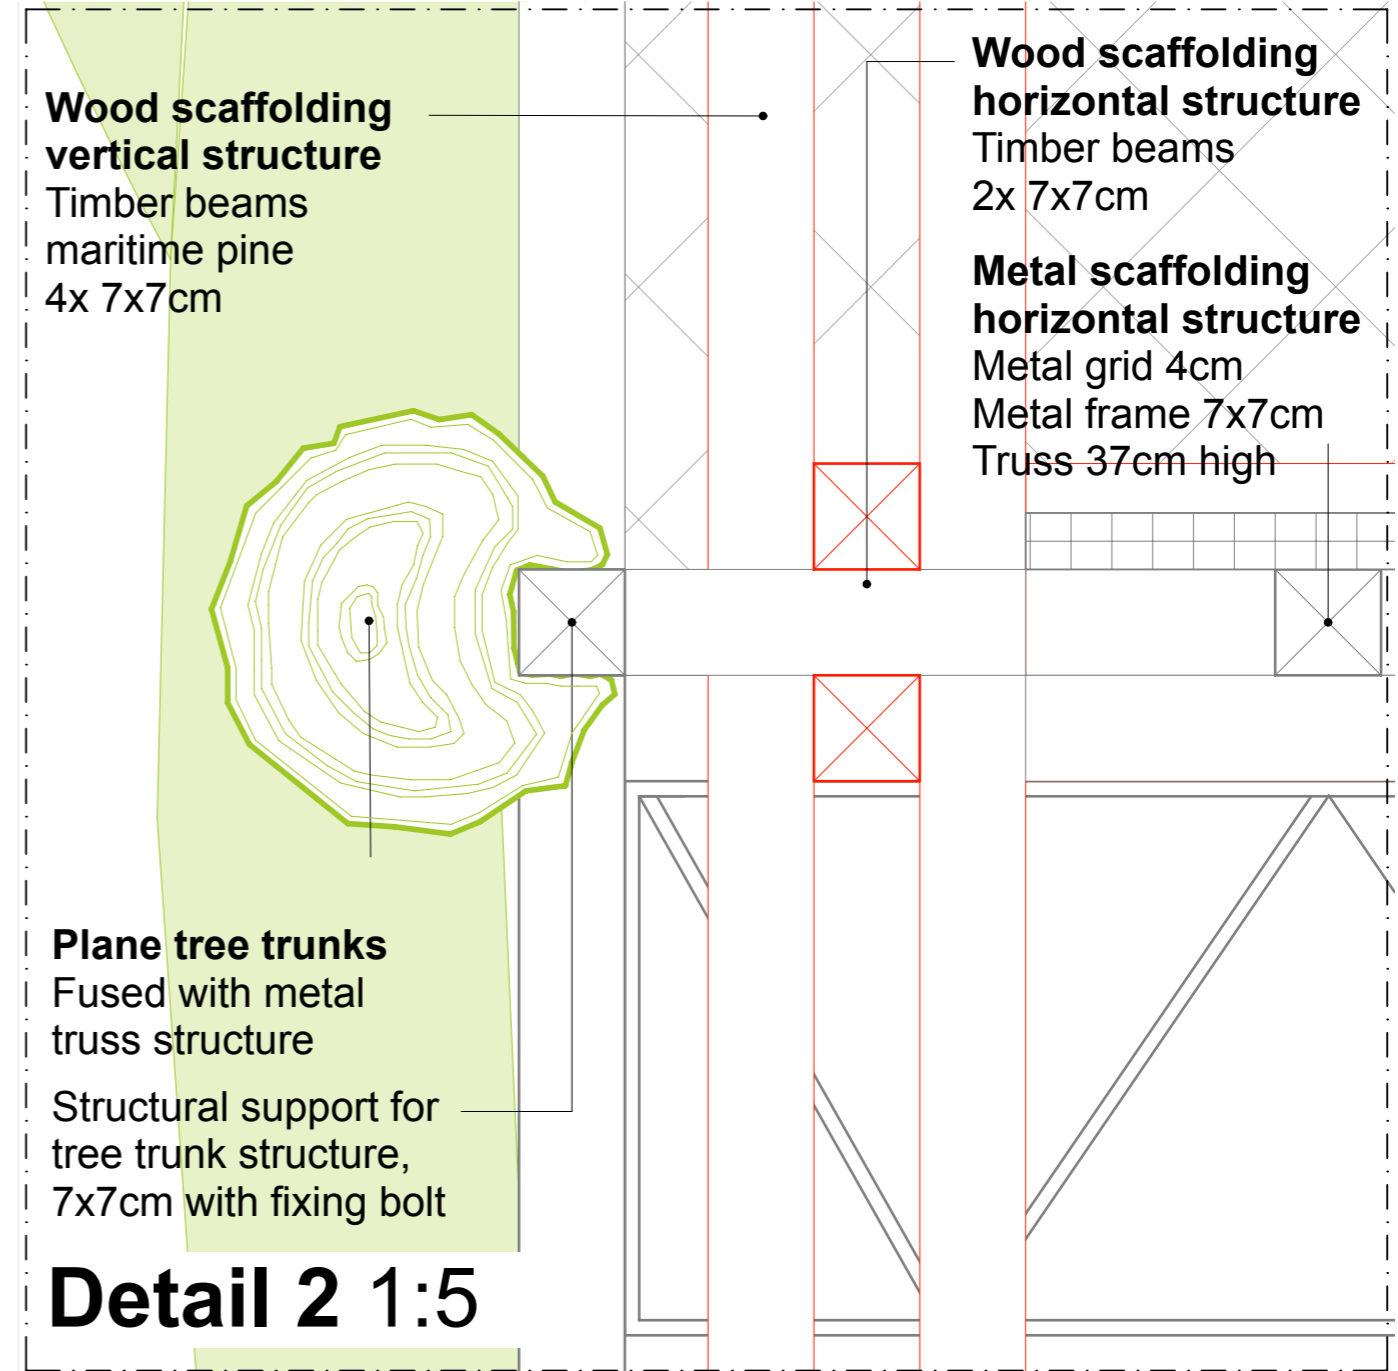 Wood scaffolding
vertical structure
Timber beams
maritime pine
4x 7x7cm
Wood scaffolding
horizontal structure
Timber beams
2x 7x7cm
Metal scaffolding
horizontal structure
Metal grid 4cm
Metal frame 7x7cm
Truss 37cm high
Plane tree trunks
Fused with metal
truss structure
Structural support for
tree trunk structure,
7x7cm with fixing bolt
Detail 2 1:5